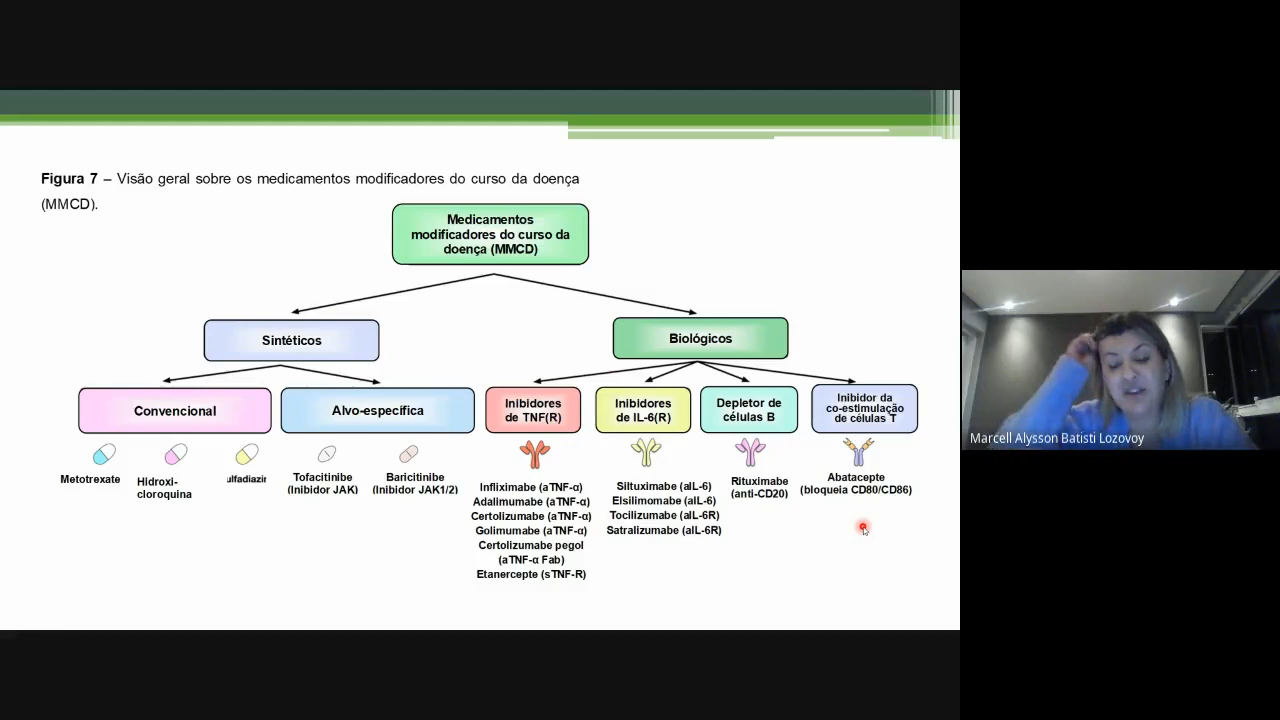 Figura 7 – Visão geral sobre os medicamentos modificadores do curso da doença
(MMCD).
Medicamentos
modificadores do curso da
doença (MMCD)
Sintéticos
Biológicos
Convencional
Alvo-específica
Inibidores
de TNF(R)
Inibidores
de IL-6(R)
Depletor de
células B
Inibidor da
co-estimulação
de células T
Metotrexate
Hidroxi-
cloroquina
ulfadiazir
Tofacitinibe
(Inibidor JAK)
Baricitinibe
(Inibidor JAK1/2)
Infliximabe (aTNF-α)
Adalimumabe (aTNF-α)
Certolizumabe (aTNF-α)
Golimumabe (aTNF-α)
Certolizumabe pegol
(aTNF-α Fab)
Etanercepte (sTNF-R)
Siltuximabe (aIL-6)
Elsilimomabe (aIL-6)
Tocilizumabe (aIL-6R)
Satralizumabe (aIL-6R)
Rituximabe
(anti-CD20)
Abatacepte
(bloqueia CD80/CD86)
Marcell Alysson Batisti Lozovoy